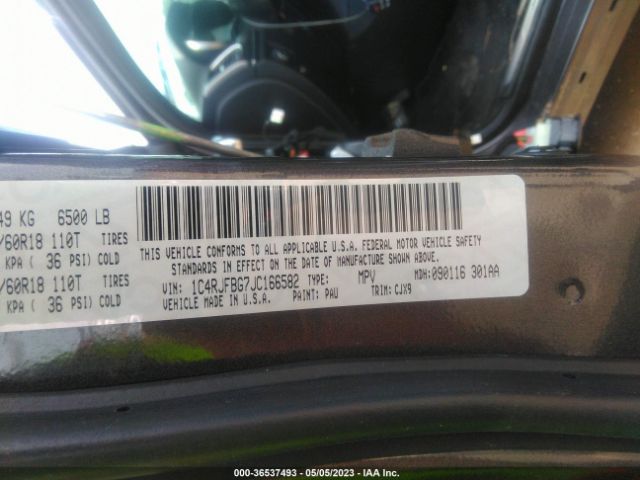 49 KG 6500 LB
/60R18 110T TIRES
KPA ( 36 PSI) COLD
/60R18 110T TIRES
KPA ( 36 PSI) COLD
THIS VEHICLE CONFORMS TO ALL APPLICABLE U.S.A. FEDERAL MOTOR VEHICLE SAFETY
STANDARDS IN EFFECT ON THE DATE OF MANUFACTURE SHOWN ABOVE.
VIN: 1C4RJFBG7JC166582 TYPE: MPV MDH: 090116 301AA
MADE IN U.S.A. PAINT: PAU TRIM: CJX9
000-36537493 - 05/05/2023 - IAA Inc.